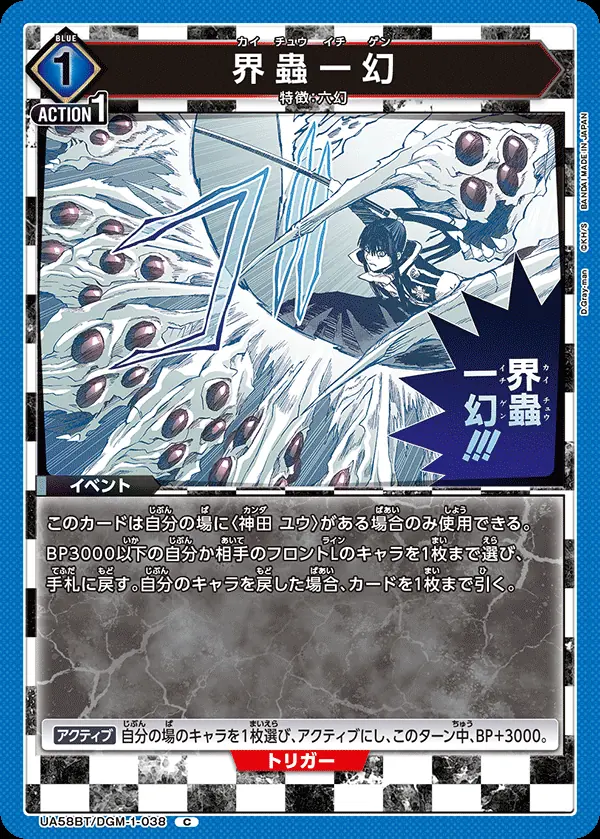 BLUE
1
ACTION 1
カイ チュウ イチ ゲン
界蟲一幻
特徴:六幻
BANDAI MADE IN JAPAN
©KH/S
D.Gray-man
界蟲
カイ チュウ
一幻!!!
イチ ゲン
イベント
このカードは自分の場に〈神田 ユウ〉がある場合のみ使用できる。
BP3000以下の自分か相手のフロントLのキャラを1枚まで選び、
手札に戻す。自分のキャラを戻した場合、カードを1枚まで引く。
アクティブ 自分の場のキャラを1枚選び、アクティブにし、このターン中、BP+3000。
トリガー
UA58BT/DGM-1-038 C